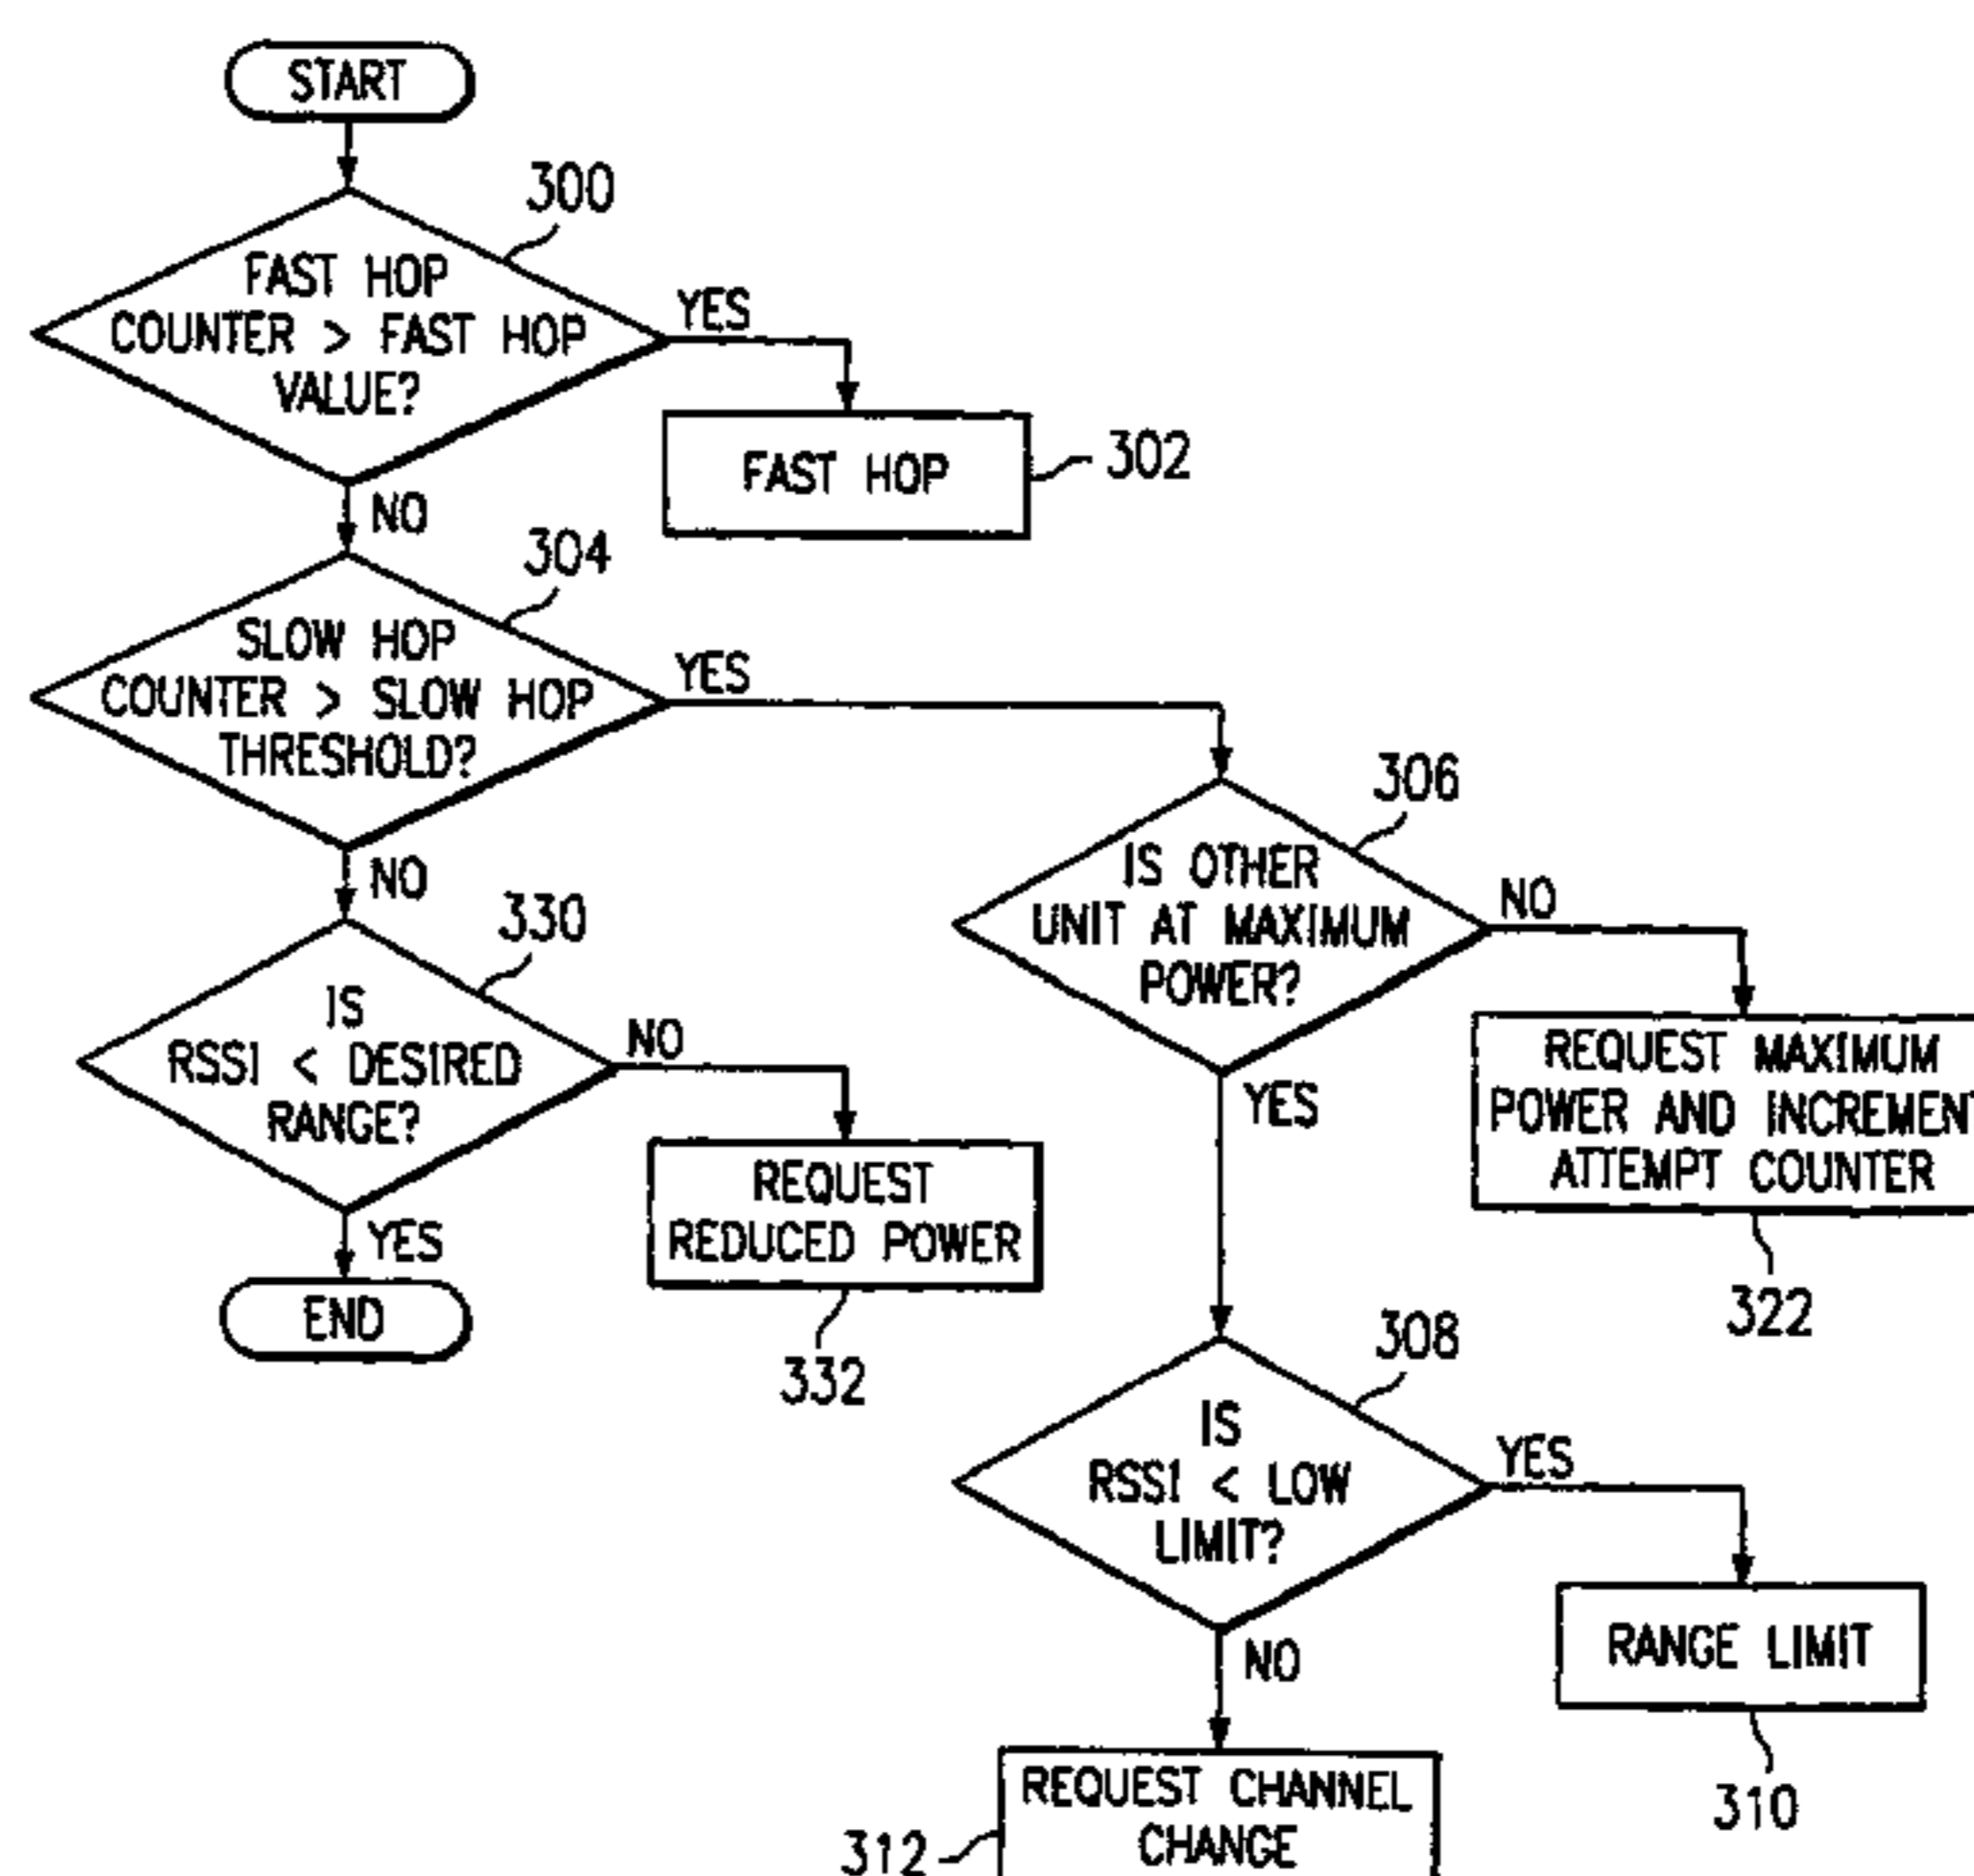 START
300
FAST HOP
COUNTER > FAST HOP
VALUE?
YES
FAST HOP
302
NO
304
SLOW HOP
COUNTER > SLOW HOP
THRESHOLD?
YES
306
IS OTHER
UNIT AT MAXIMUM
POWER?
NO
REQUEST MAXIMUM
POWER AND INCREMENT
ATTEMPT COUNTER
322
NO
330
IS
RSSI < DESIRED
RANGE?
NO
REQUEST
REDUCED POWER
332
YES
END
YES
308
IS
RSSI < LOW
LIMIT?
YES
RANGE LIMIT
310
NO
REQUEST CHANNEL
CHANGE
312